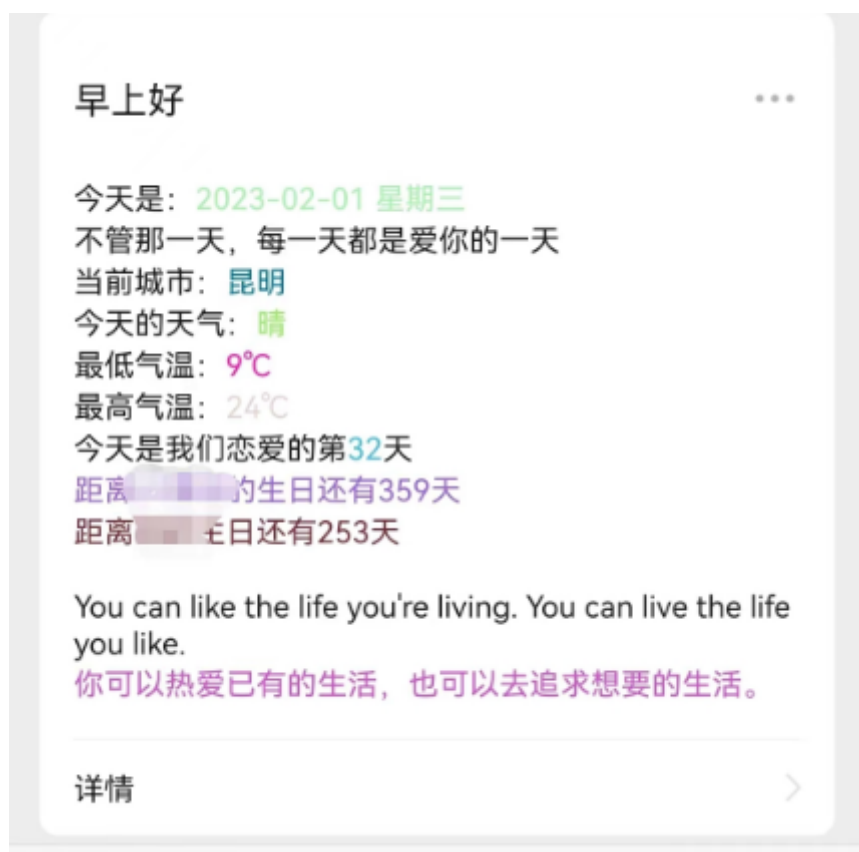 早上好
今天是：2023-02-01 星期三
不管那一天，每一天都是爱你的一天
当前城市：昆明
今天的天气：晴
最低气温：9℃
最高气温：24℃
今天是我们恋爱的第32天
距离的生日还有359天
距离生日还有253天
You can like the life you're living. You can live the life
you like.
你可以热爱已有的生活，也可以去追求想要的生活。
详情